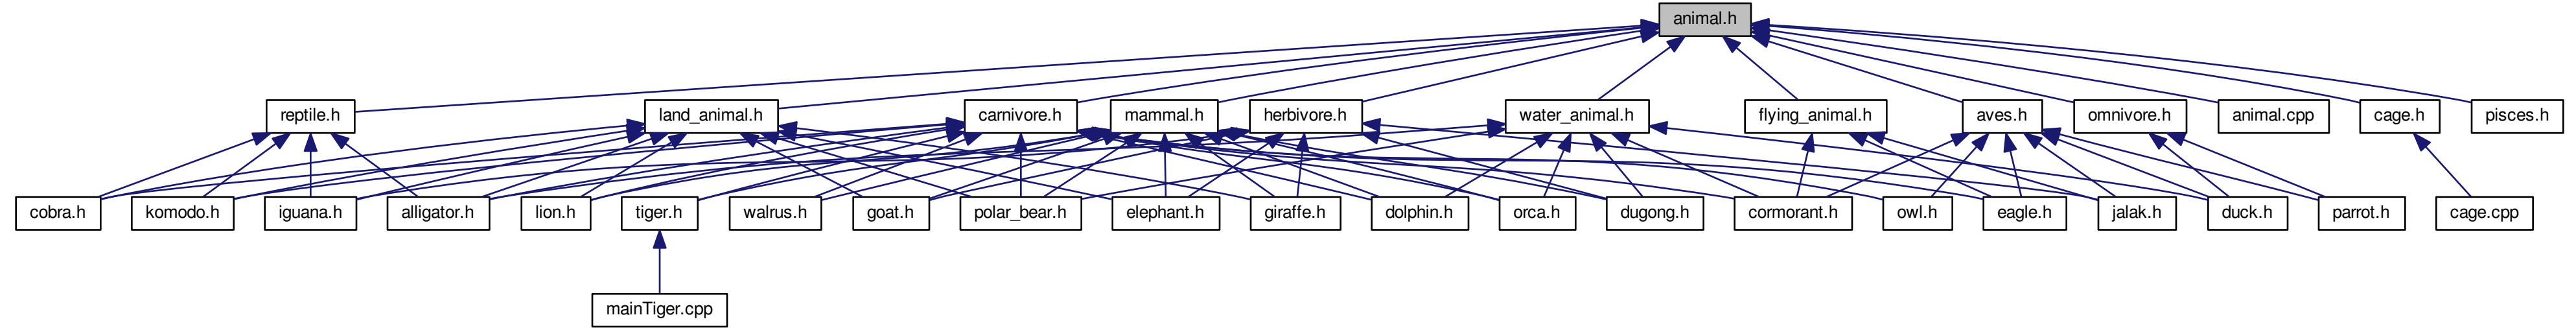 animal.h
reptile.h
land_animal.h
carnivore.h
mammal.h
herbivore.h
water_animal.h
flying_animal.h
aves.h
omnivore.h
animal.cpp
cage.h
pisces.h
cobra.h
komodo.h
iguana.h
alligator.h
lion.h
tiger.h
walrus.h
goat.h
polar_bear.h
elephant.h
giraffe.h
dolphin.h
orca.h
dugong.h
cormorant.h
owl.h
eagle.h
jalak.h
duck.h
parrot.h
cage.cpp
mainTiger.cpp